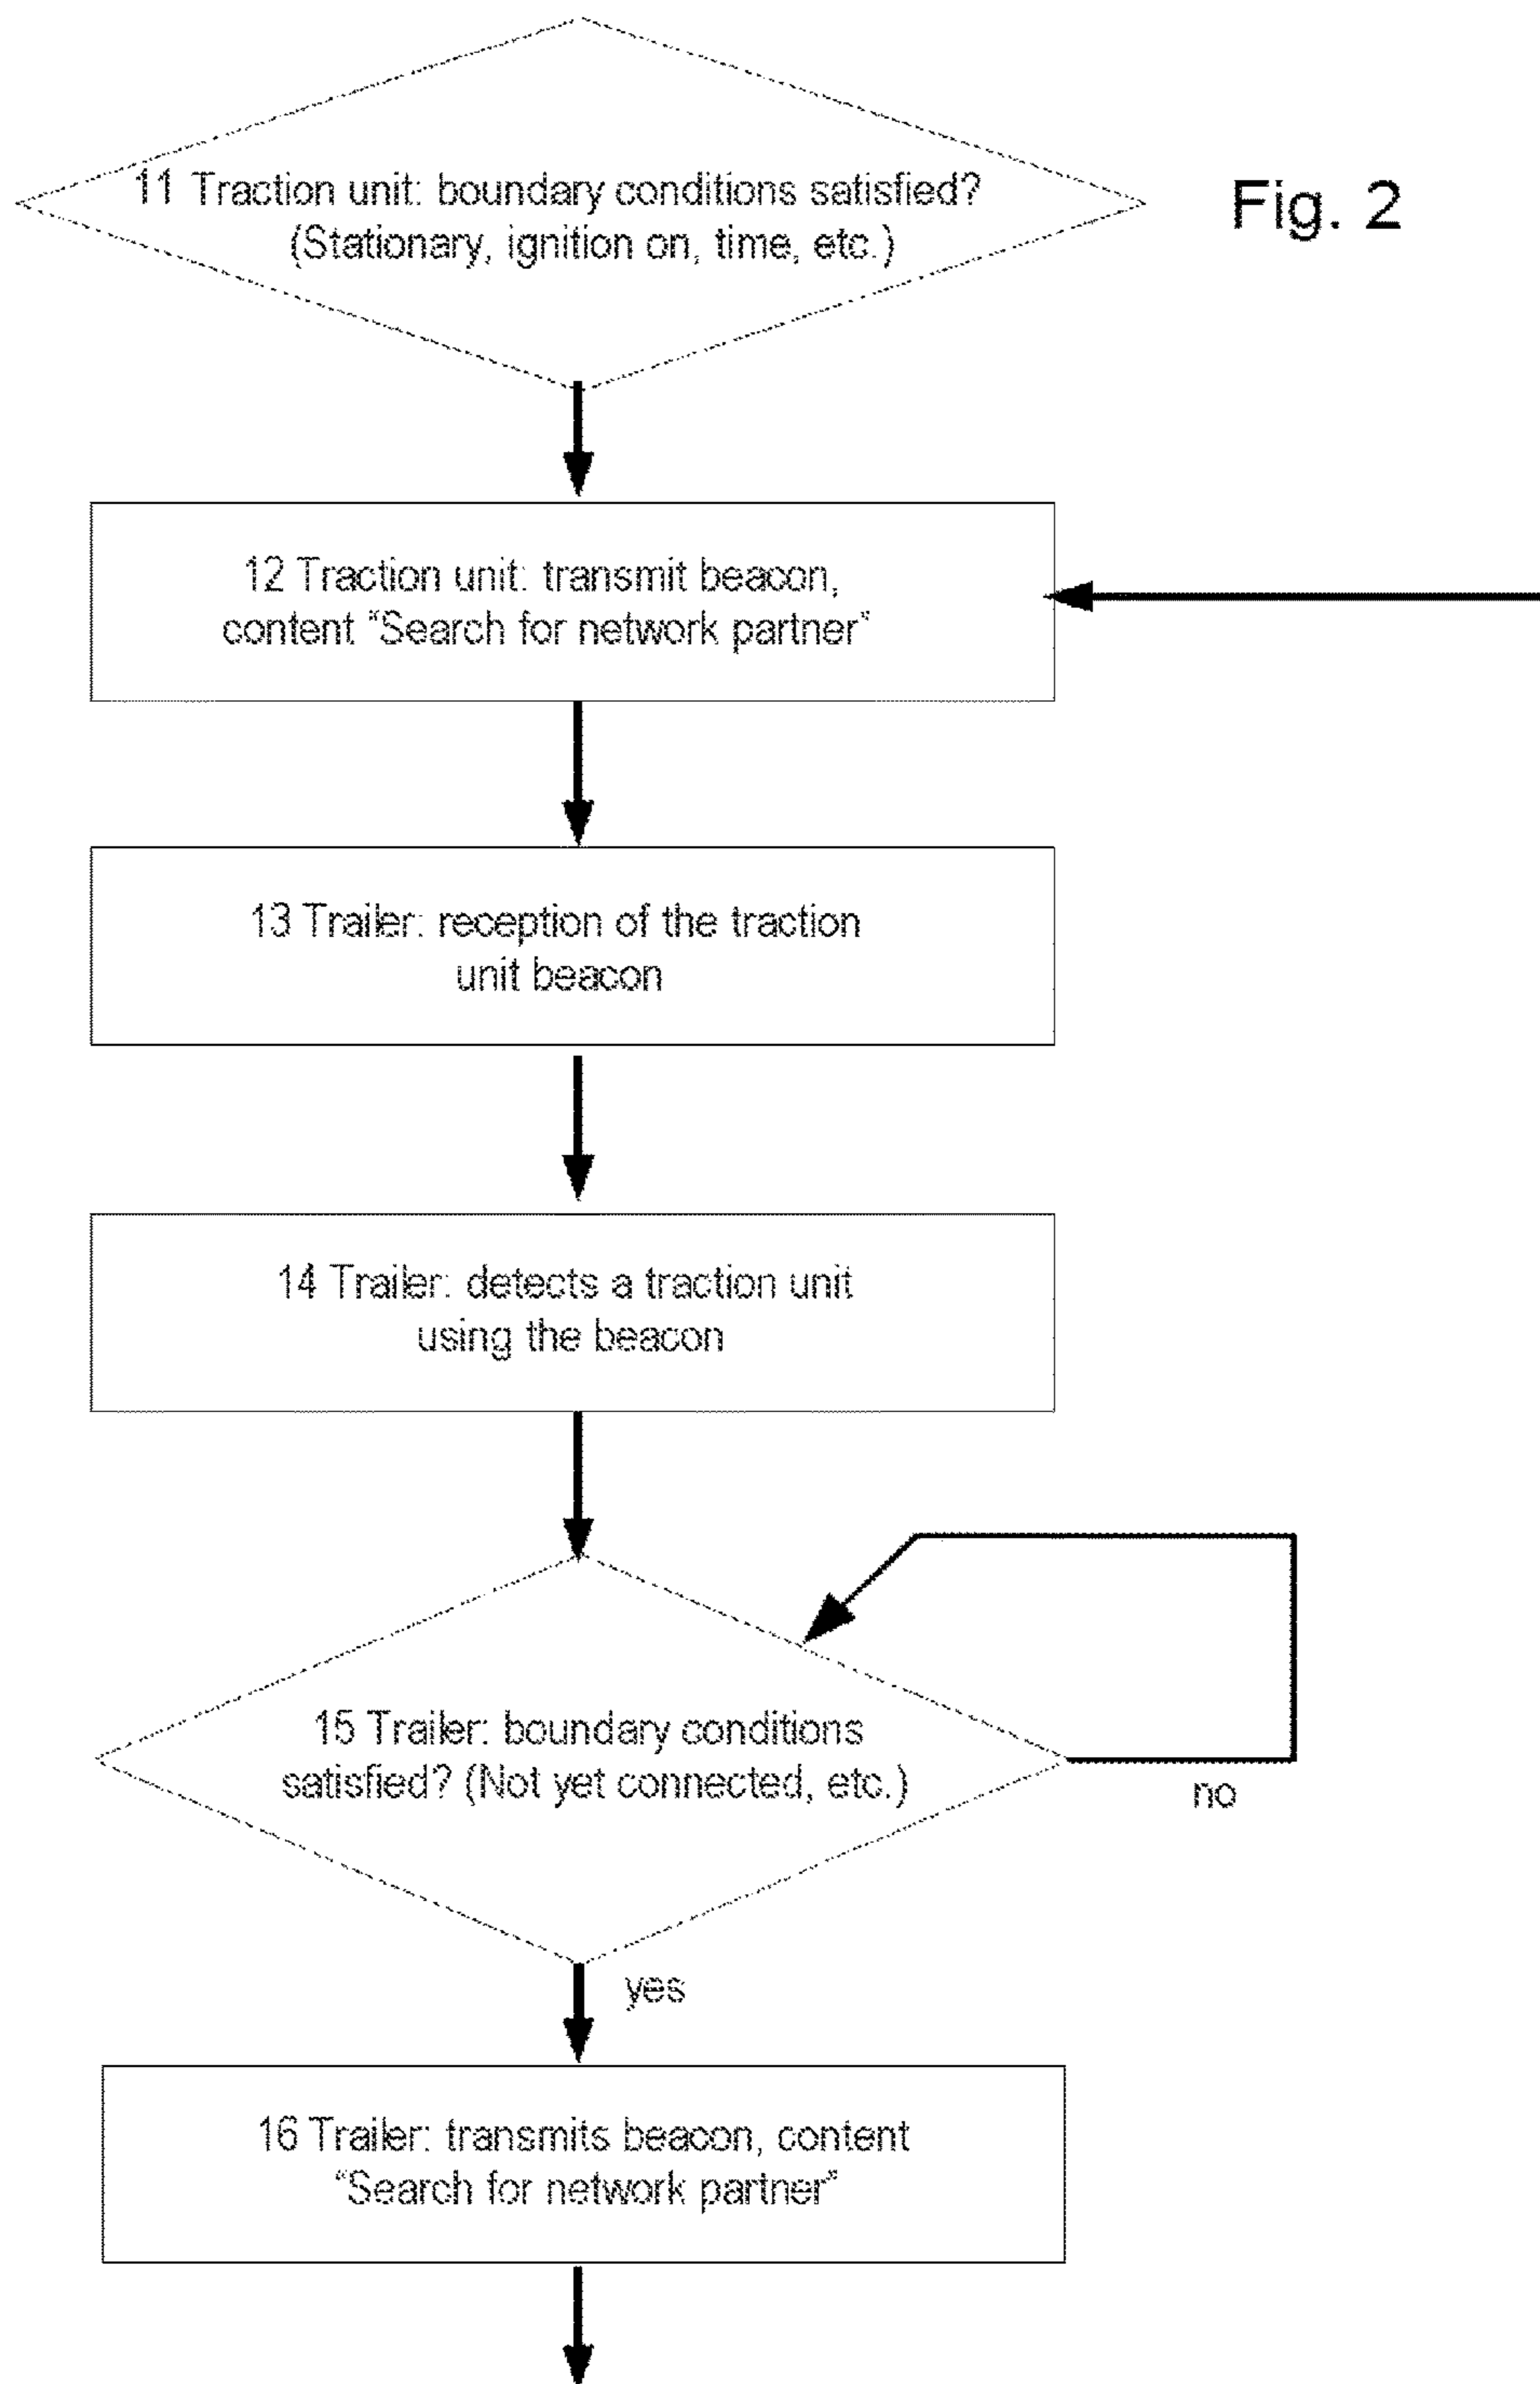 11 Traction unit: boundary conditions satisfied?
(Stationary, ignition on, time, etc.)
Fig. 2
12 Traction unit: transmit beacon,
content “Search for network partner”
13 Trailer: reception of the traction
unit beacon
14 Trailer: detects a traction unit
using the beacon
15 Trailer: boundary conditions
satisfied? (Not yet connected, etc.)
no
yes
16 Trailer: transmits beacon, content
“Search for network partner”